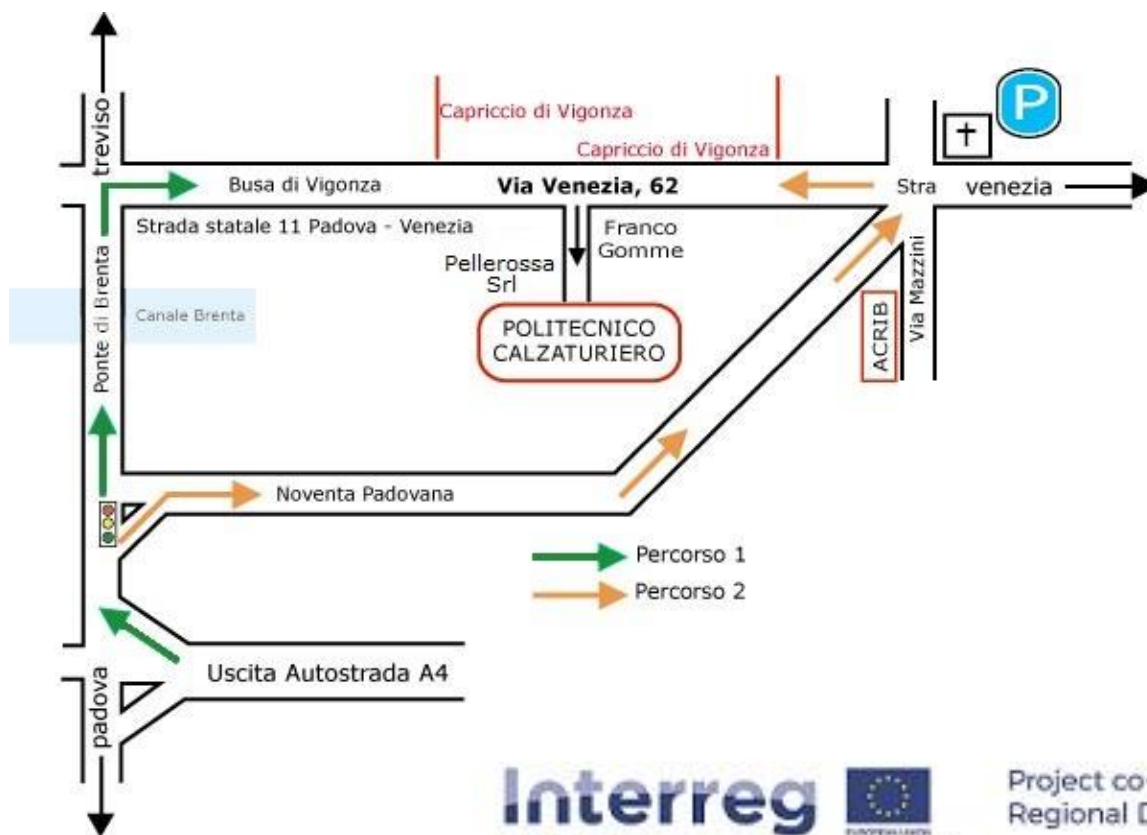 treviso
Capriccio di Vigonza
Capriccio di Vigonza
P
Busa di Vigonza
Via Venezia, 62
Stra
venezia
Strada statale 11 Padova - Venezia
Franco
Gomme
Pellerossa
Srl
Ponte di Brenta
Canale Brenta
POLITECNICO
CALZATURIERO
ACRIB
Via Mazzini
Noventa Padovana
Percorso 1
Percorso 2
Uscita Autostrada A4
padova
Interreg
Project co
Regional D